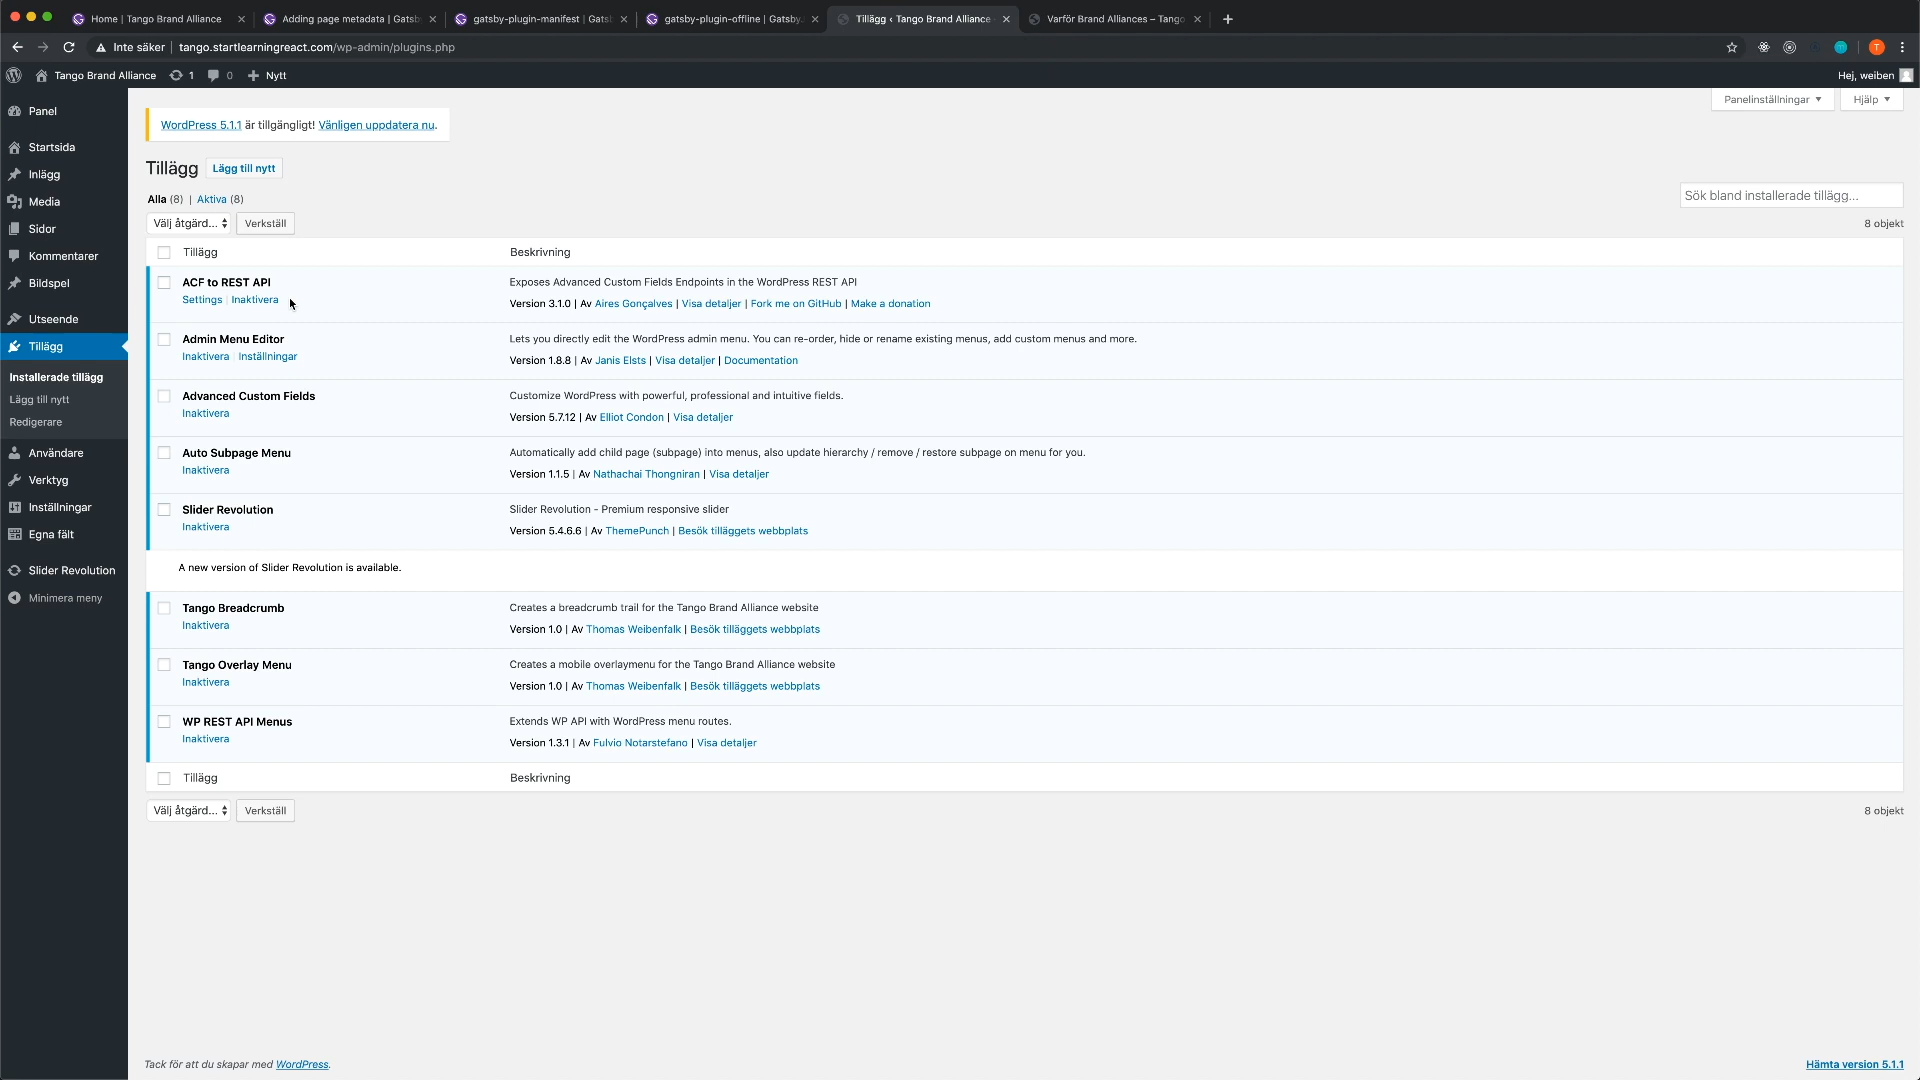 Home | Tango Brand Alliance
Adding page metadata | Gatsb
gatsby-plugin-manifest | Gats
gatsby-plugin-offline | Gatsby
Tillägg ‹ Tango Brand Alliance
Varför Brand Alliances – Tango
Inte säker | tango.startlearningreact.com/wp-admin/plugins.php
T
Tango Brand Alliance 1 0 Nytt
Hej, weiben
Panel
Startsida
Inlägg
Media
Sidor
Kommentarer
Bildspel
Utseende
Tillägg
Installerade tillägg
Lägg till nytt
Redigerare
Användare
Verktyg
Inställningar
Egna fält
Slider Revolution
Minimera meny
Panelinställningar
Hjälp
WordPress 5.1.1 är tillgängligt! Vänligen uppdatera nu.
Tillägg Lägg till nytt
Alla (8) | Aktiva (8)
Sök bland installerade tillägg...
Välj åtgärd... Verkställ
8 objekt
Tillägg Beskrivning
ACF to REST API
Settings | Inaktivera
Exposes Advanced Custom Fields Endpoints in the WordPress REST API
Version 3.1.0 | Av Aires Gonçalves | Visa detaljer | Fork me on GitHub | Make a donation
Admin Menu Editor
Inaktivera | Inställningar
Lets you directly edit the WordPress admin menu. You can re-order, hide or rename existing menus, add custom menus and more.
Version 1.8.8 | Av Janis Elsts | Visa detaljer | Documentation
Advanced Custom Fields
Inaktivera
Customize WordPress with powerful, professional and intuitive fields.
Version 5.7.12 | Av Elliot Condon | Visa detaljer
Auto Subpage Menu
Inaktivera
Automatically add child page (subpage) into menus, also update hierarchy / remove / restore subpage on menu for you.
Version 1.1.5 | Av Nathachai Thongniran | Visa detaljer
Slider Revolution
Inaktivera
Slider Revolution - Premium responsive slider
Version 5.4.6.6 | Av ThemePunch | Besök tilläggets webbplats
A new version of Slider Revolution is available.
Tango Breadcrumb
Inaktivera
Creates a breadcrumb trail for the Tango Brand Alliance website
Version 1.0 | Av Thomas Weibenfalk | Besök tilläggets webbplats
Tango Overlay Menu
Inaktivera
Creates a mobile overlaymenu for the Tango Brand Alliance website
Version 1.0 | Av Thomas Weibenfalk | Besök tilläggets webbplats
WP REST API Menus
Inaktivera
Extends WP API with WordPress menu routes.
Version 1.3.1 | Av Fulvio Notarstefano | Visa detaljer
Tillägg Beskrivning
Välj åtgärd... Verkställ
8 objekt
Tack för att du skapar med WordPress.
Hämta version 5.1.1